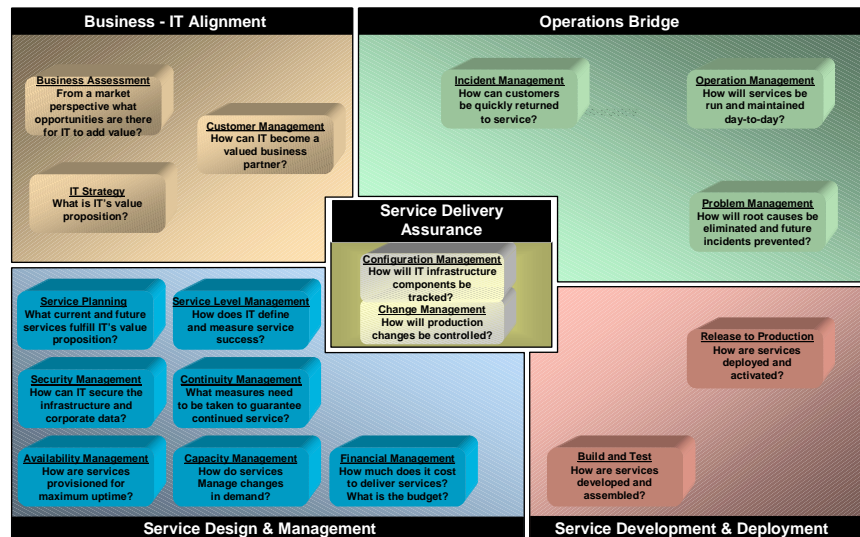 Business - IT Alignment
Business Assessment
From a market
perspective what
opportunities are there
for IT to add value?
Customer Management
How can IT become a
valued business
partner?
IT Strategy
What is IT's value
proposition?
Operations Bridge
Incident Management
How can customers
be quickly returned
to service?
Operation Management
How will services be
run and maintained
day-to-day?
Problem Management
How will root causes be
eliminated and future
incidents prevented?
Service Delivery
Assurance
Configuration Management
How will IT infrastructure
components be
tracked?
Change Management
How will production
changes be controlled?
Service Planning
What current and future
services fulfill IT's value
proposition?
Service Level Management
How does IT define
and measure service
success?
Security Management
How can IT secure the
infrastructure and
corporate data?
Continuity Management
What measures need
to be taken to guarantee
continued service?
Availability Management
How are services
provisioned for
maximum uptime?
Capacity Management
How do services
Manage changes
in demand?
Financial Management
How much does it cost
to deliver services?
What is the budget?
Service Design & Management
Release to Production
How are services
deployed and
activated?
Build and Test
How are services
developed and
assembled?
Service Development & Deployment